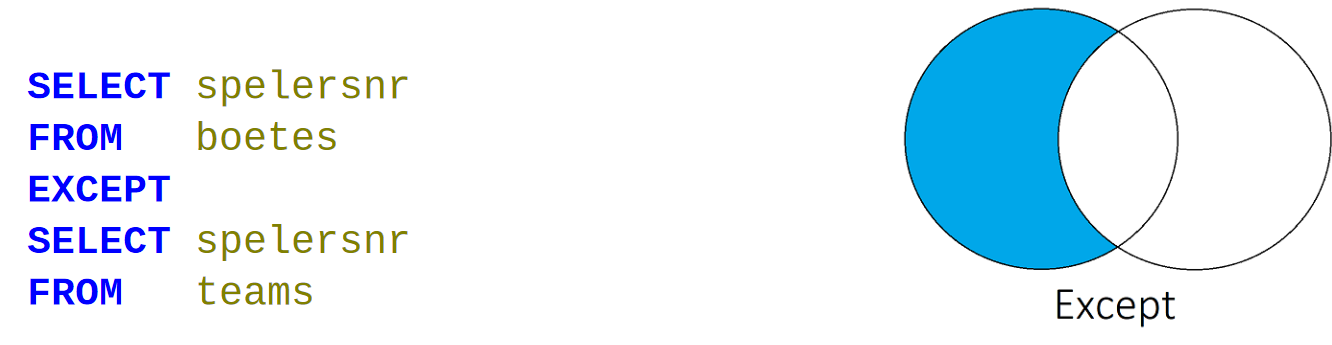 SELECT spelersnr
FROM boetes
EXCEPT
SELECT spelersnr
FROM teams
Except